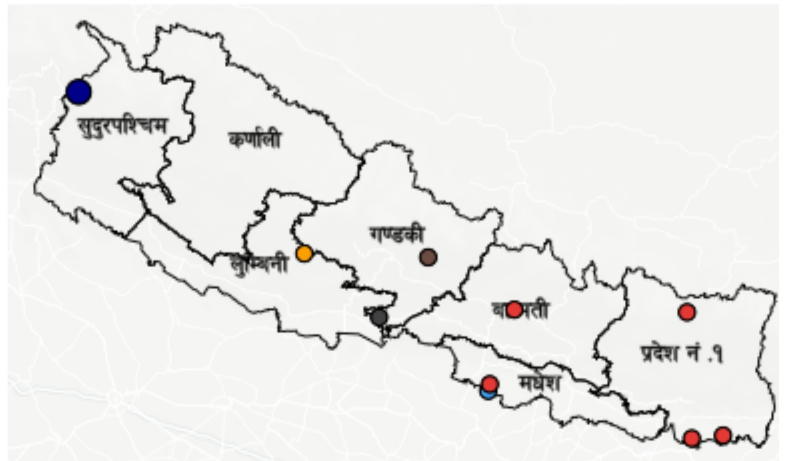 सुदुरपश्चिम
कर्णाली
गण्डकी
लुम्बिनी
प्रदेश नं .१
मधेश